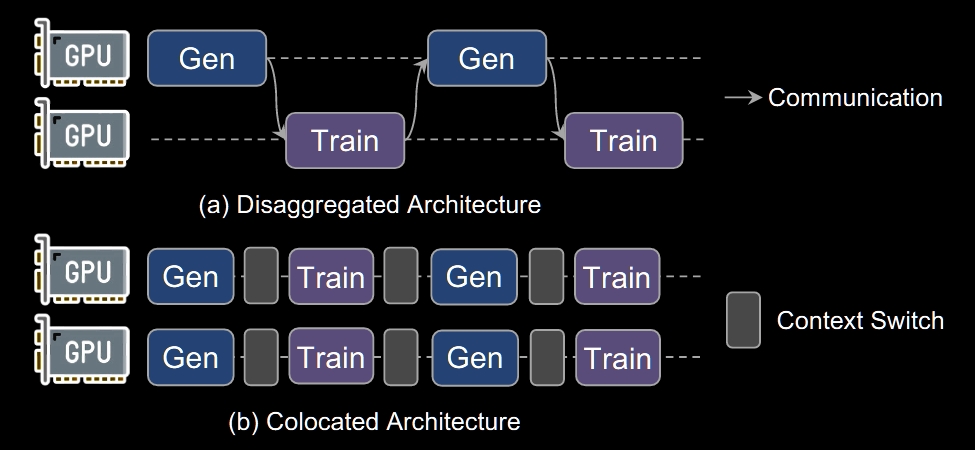 GPU
Gen
Gen
GPU
Train
Train
Communication
(a) Disaggregated Architecture
GPU
Gen
Train
Gen
Train
GPU
Gen
Train
Gen
Train
Context Switch
(b) Colocated Architecture